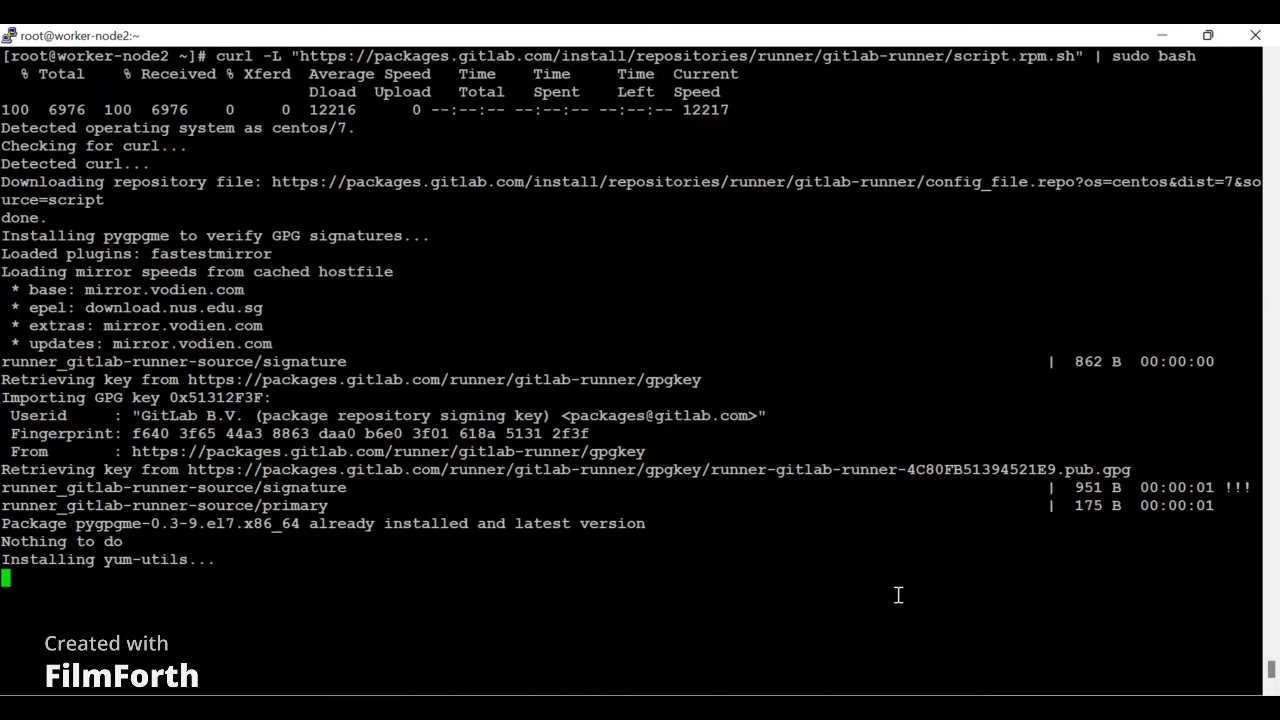 root@worker-node2:~
[root@worker-node2 ~]# curl -L "https://packages.gitlab.com/install/repositories/runner/gitlab-runner/script.rpm.sh" | sudo bash
  % Total    % Received % Xferd  Average Speed   Time    Time     Time  Current
                                 Dload  Upload   Total   Spent    Left  Speed
100  6976  100  6976    0     0  12216      0 --:--:-- --:--:-- --:--:-- 12217
Detected operating system as centos/7.
Checking for curl...
Detected curl...
Downloading repository file: https://packages.gitlab.com/install/repositories/runner/gitlab-runner/config_file.repo?os=centos&dist=7&so
urce=script
done.
Installing pygpgme to verify GPG signatures...
Loaded plugins: fastestmirror
Loading mirror speeds from cached hostfile
 * base: mirror.vodien.com
 * epel: download.nus.edu.sg
 * extras: mirror.vodien.com
 * updates: mirror.vodien.com
runner_gitlab-runner-source/signature | 862 B 00:00:00
Retrieving key from https://packages.gitlab.com/runner/gitlab-runner/gpgkey
Importing GPG key 0x51312F3F:
 Userid     : "GitLab B.V. (package repository signing key) <packages@gitlab.com>"
 Fingerprint: f640 3f65 44a3 8863 daa0 b6e0 3f01 618a 5131 2f3f
 From       : https://packages.gitlab.com/runner/gitlab-runner/gpgkey
Retrieving key from https://packages.gitlab.com/runner/gitlab-runner/gpgkey/runner-gitlab-runner-4C80FB51394521E9.pub.gpg
runner_gitlab-runner-source/signature | 951 B 00:00:01 !!!
runner_gitlab-runner-source/primary | 175 B 00:00:01
Package pygpgme-0.3-9.el7.x86_64 already installed and latest version
Nothing to do
Installing yum-utils...
Created with
FilmForth